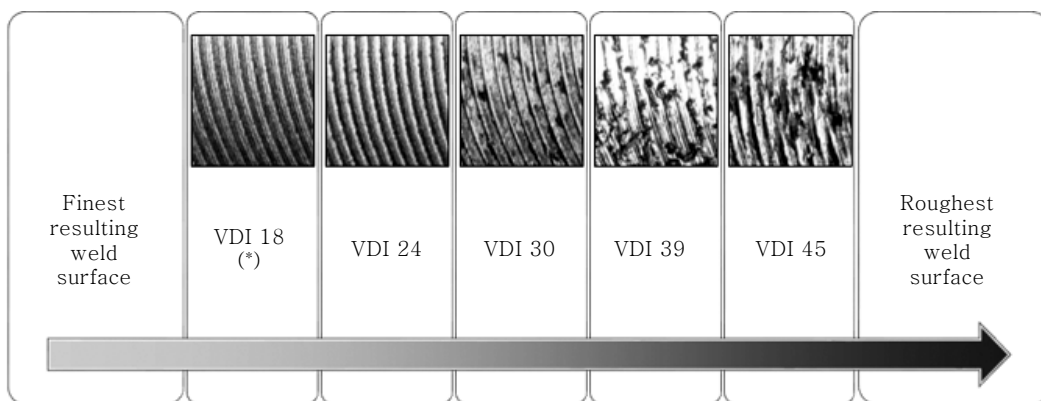 Finest
resulting
weld
surface
VDI 18
(*)
VDI 24
VDI 30
VDI 39
VDI 45
Roughest
resulting
weld
surface